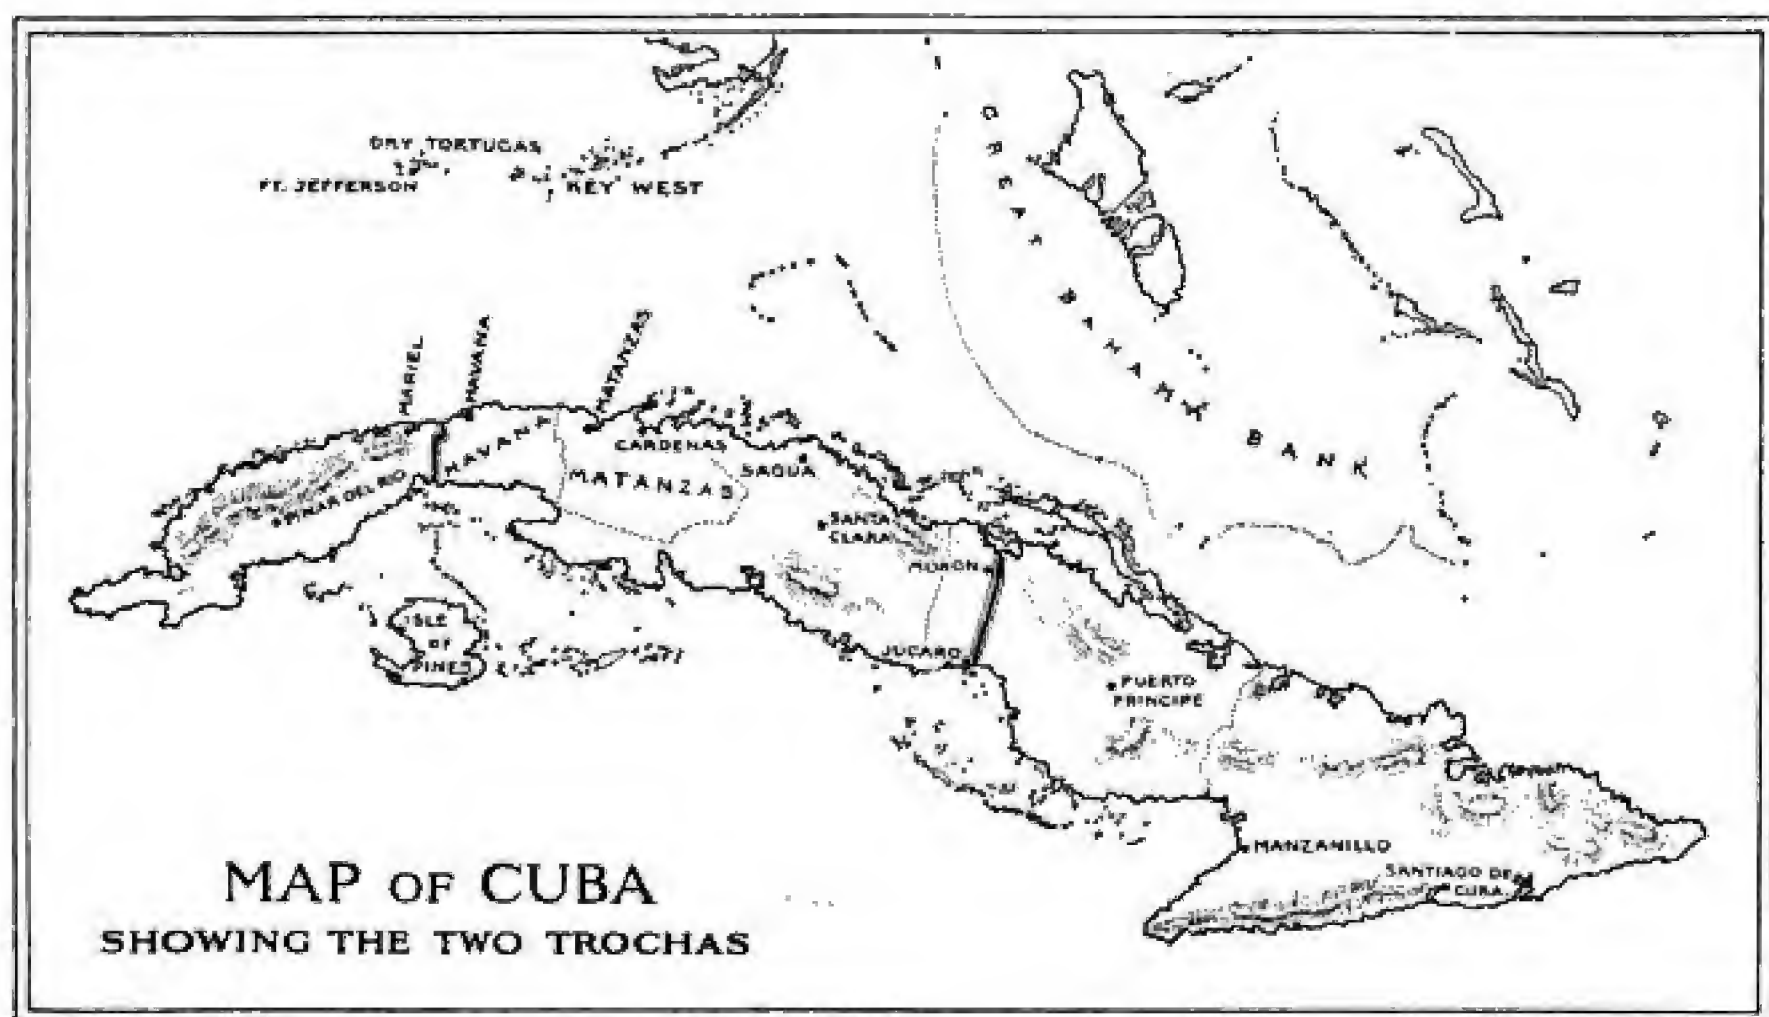 DRY TORTUGAS
FT. JEFFERSON
KEY WEST
GREAT BAHAMA BANK
MARIEL
HAVANA
MATANZAS
HAVANA
CARDENAS
MATANZAS
SAGUA
PINAR DEL RIO
SANTA
CLARA
MORON
ISLE
OF
PINES
JUCARO
PUERTO
PRINCIPE
MANZANILLO
SANTIAGO DE
CUBA
MAP OF CUBA
SHOWING THE TWO TROCHAS